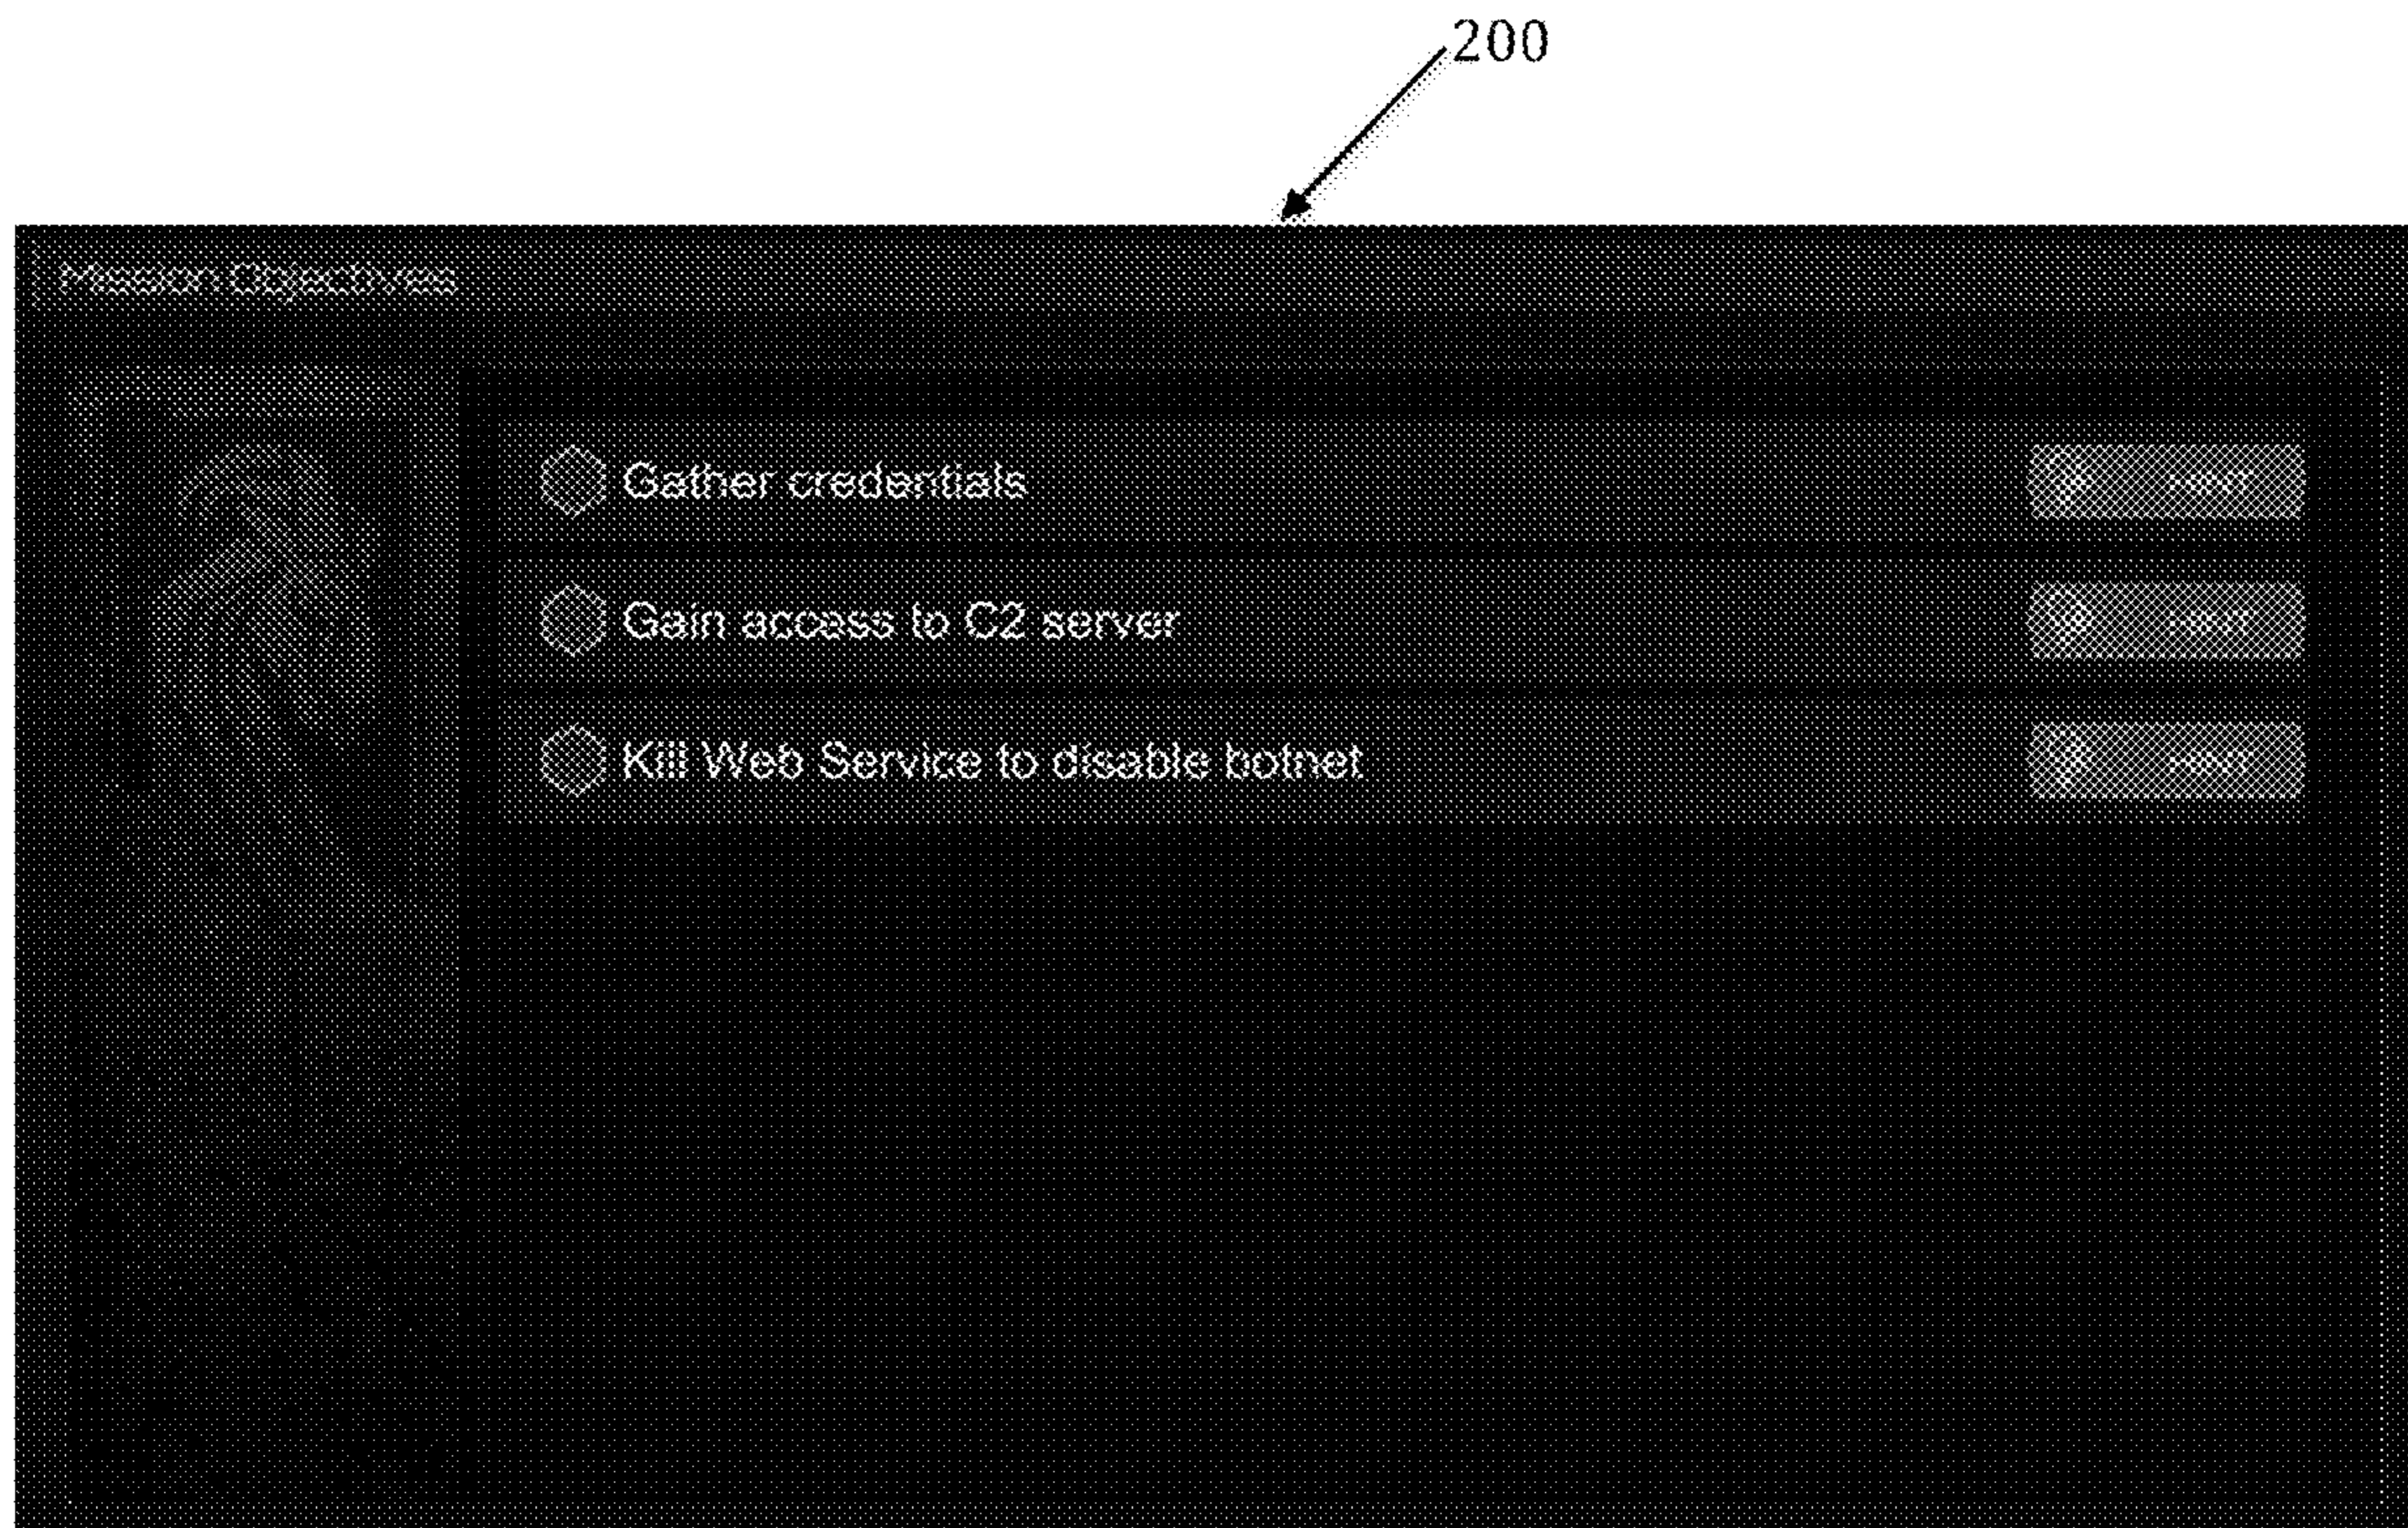 200
Mission Objectives
Gather credentials
Gain access to C2 server
Kill Web Service to disable botnet